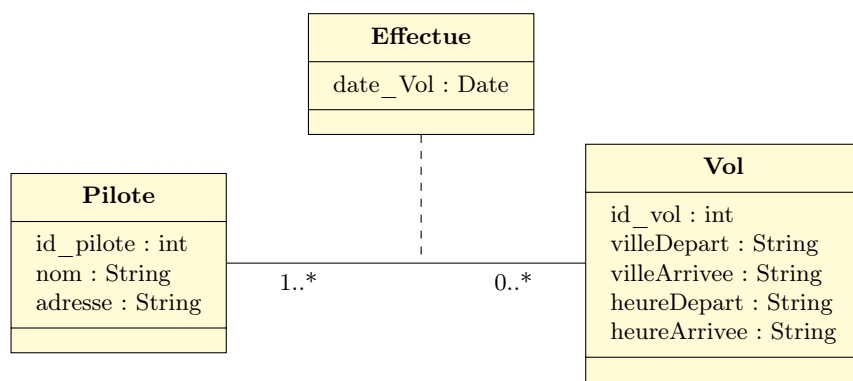 Effectue
date_Vol : Date
Pilote
id_pilote : int
nom : String
adresse : String
1..*
0..*
Vol
id_vol : int
villeDepart : String
villeArrivee : String
heureDepart : String
heureArrivee : String